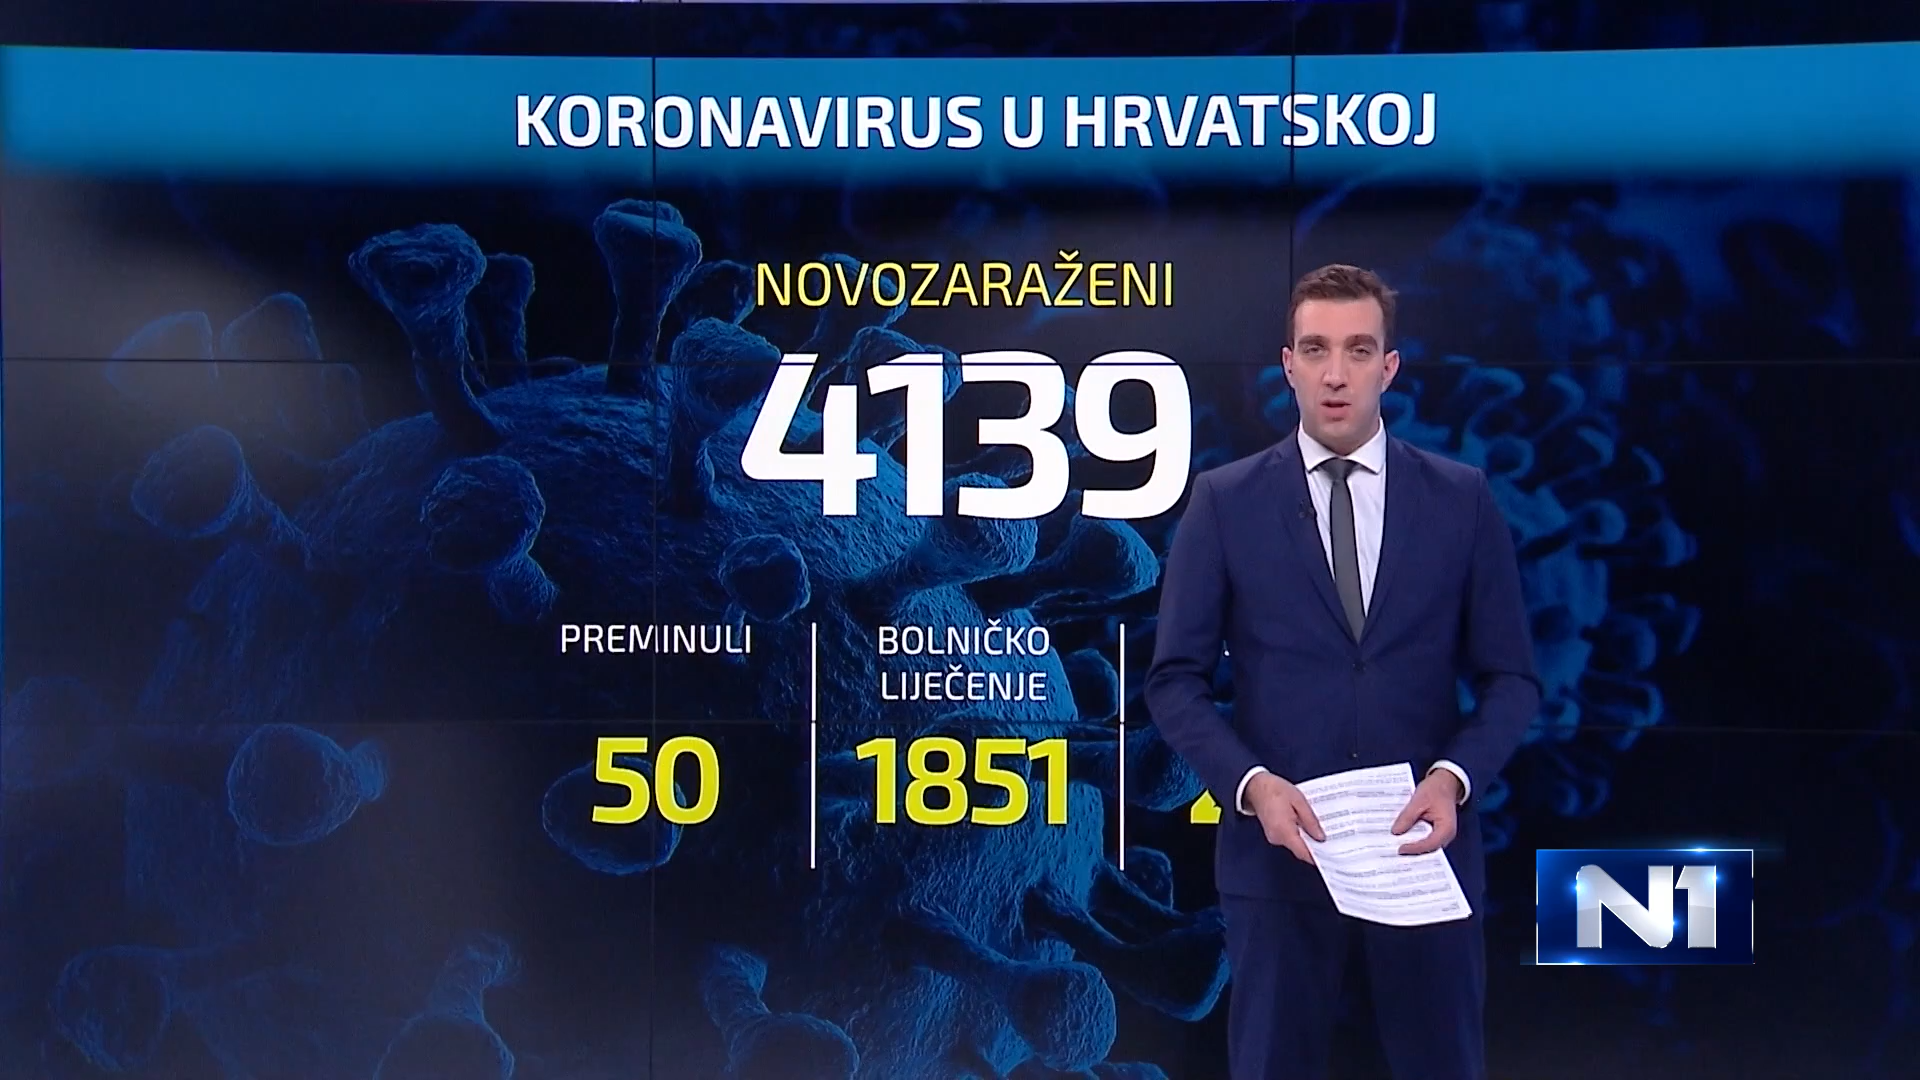 KORONAVIRUS U HRVATSKOJ
NOVOZARAŽENI
4139
PREMINULI
50
BOLNIČKO
LIJEČENJE
1851
N1